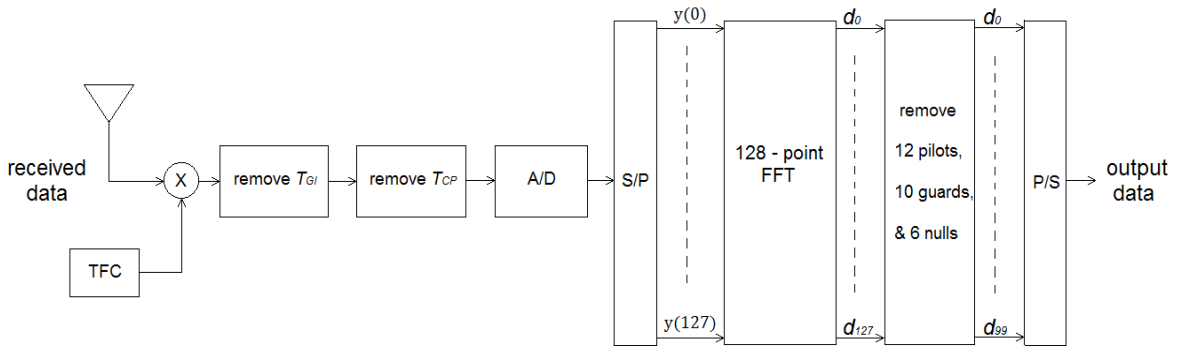 received
data
X
TFC
remove TGI
remove TCP
A/D
S/P
y(0)
y(127)
128 - point
FFT
d0
d127
remove
12 pilots,
10 guards,
& 6 nulls
d0
d99
P/S
output
data